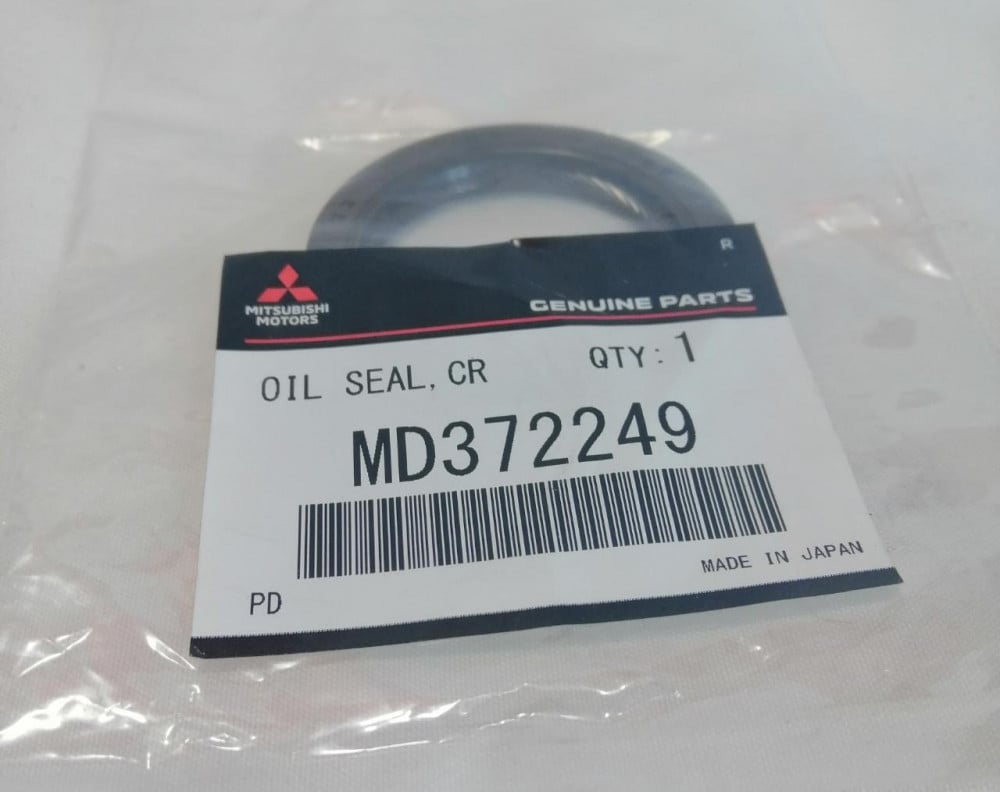 R
MITSUBISHI
MOTORS
GENUINE PARTS
OIL SEAL, CR QTY: 1
MD372249
MADE IN JAPAN
PD